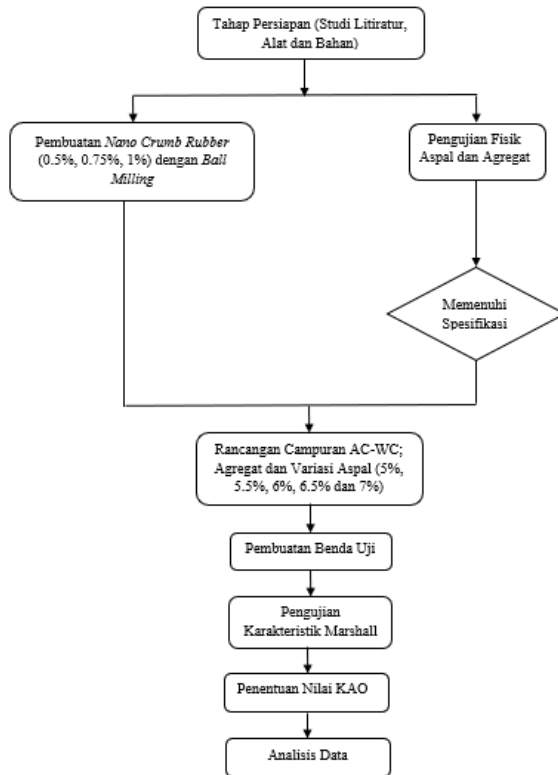 Tahap Persiapan (Studi Litiratur,
Alat dan Bahan)
Pembuatan Nano Crumb Rubber
(0.5%, 0.75%, 1%) dengan Ball
Milling
Pengujian Fisik
Aspal dan Agregat
Memenuhi
Spesifikasi
Rancangan Campuran AC-WC;
Agregat dan Variasi Aspal (5%,
5.5%, 6%, 6.5% dan 7%)
Pembuatan Benda Uji
Pengujian
Karakteristik Marshall
Penentuan Nilai KAO
Analisis Data